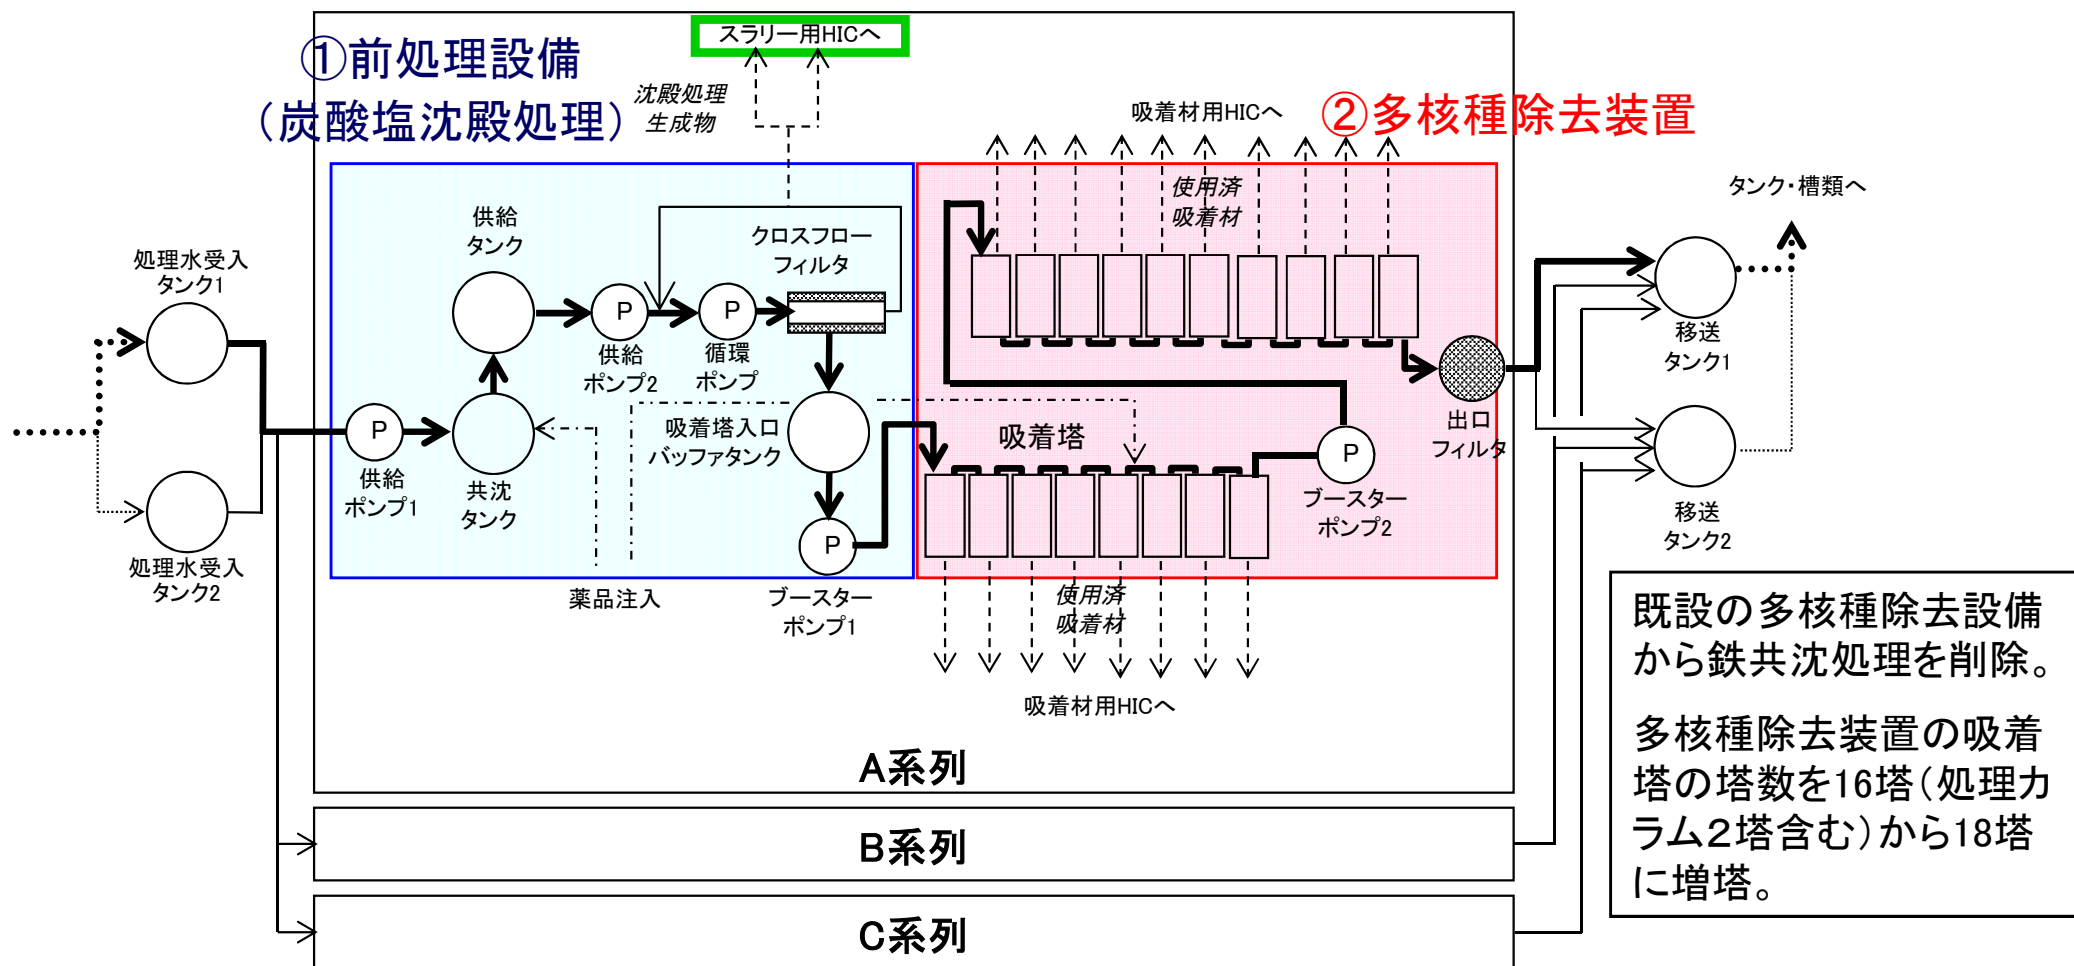 スラリー用HICへ
①前処理設備
（炭酸塩沈殿処理）
沈殿処理
生成物
吸着材用HICへ
②多核種除去装置
使用済
吸着材
タンク・槽類へ
処理水受入
タンク1
供給
タンク
クロスフロー
フィルタ
P
供給
ポンプ2
P
循環
ポンプ
P
供給
ポンプ1
共沈
タンク
吸着塔入口
バッファタンク
吸着塔
P
ブースター
ポンプ2
出口
フィルタ
移送
タンク1
移送
タンク2
処理水受入
タンク2
薬品注入
P
ブースター
ポンプ1
使用済
吸着材
吸着材用HICへ
A系列
B系列
C系列
既設の多核種除去設備
から鉄共沈処理を削除。
多核種除去装置の吸着
塔の塔数を16塔（処理カ
ラム２塔含む）から18塔
に増塔。